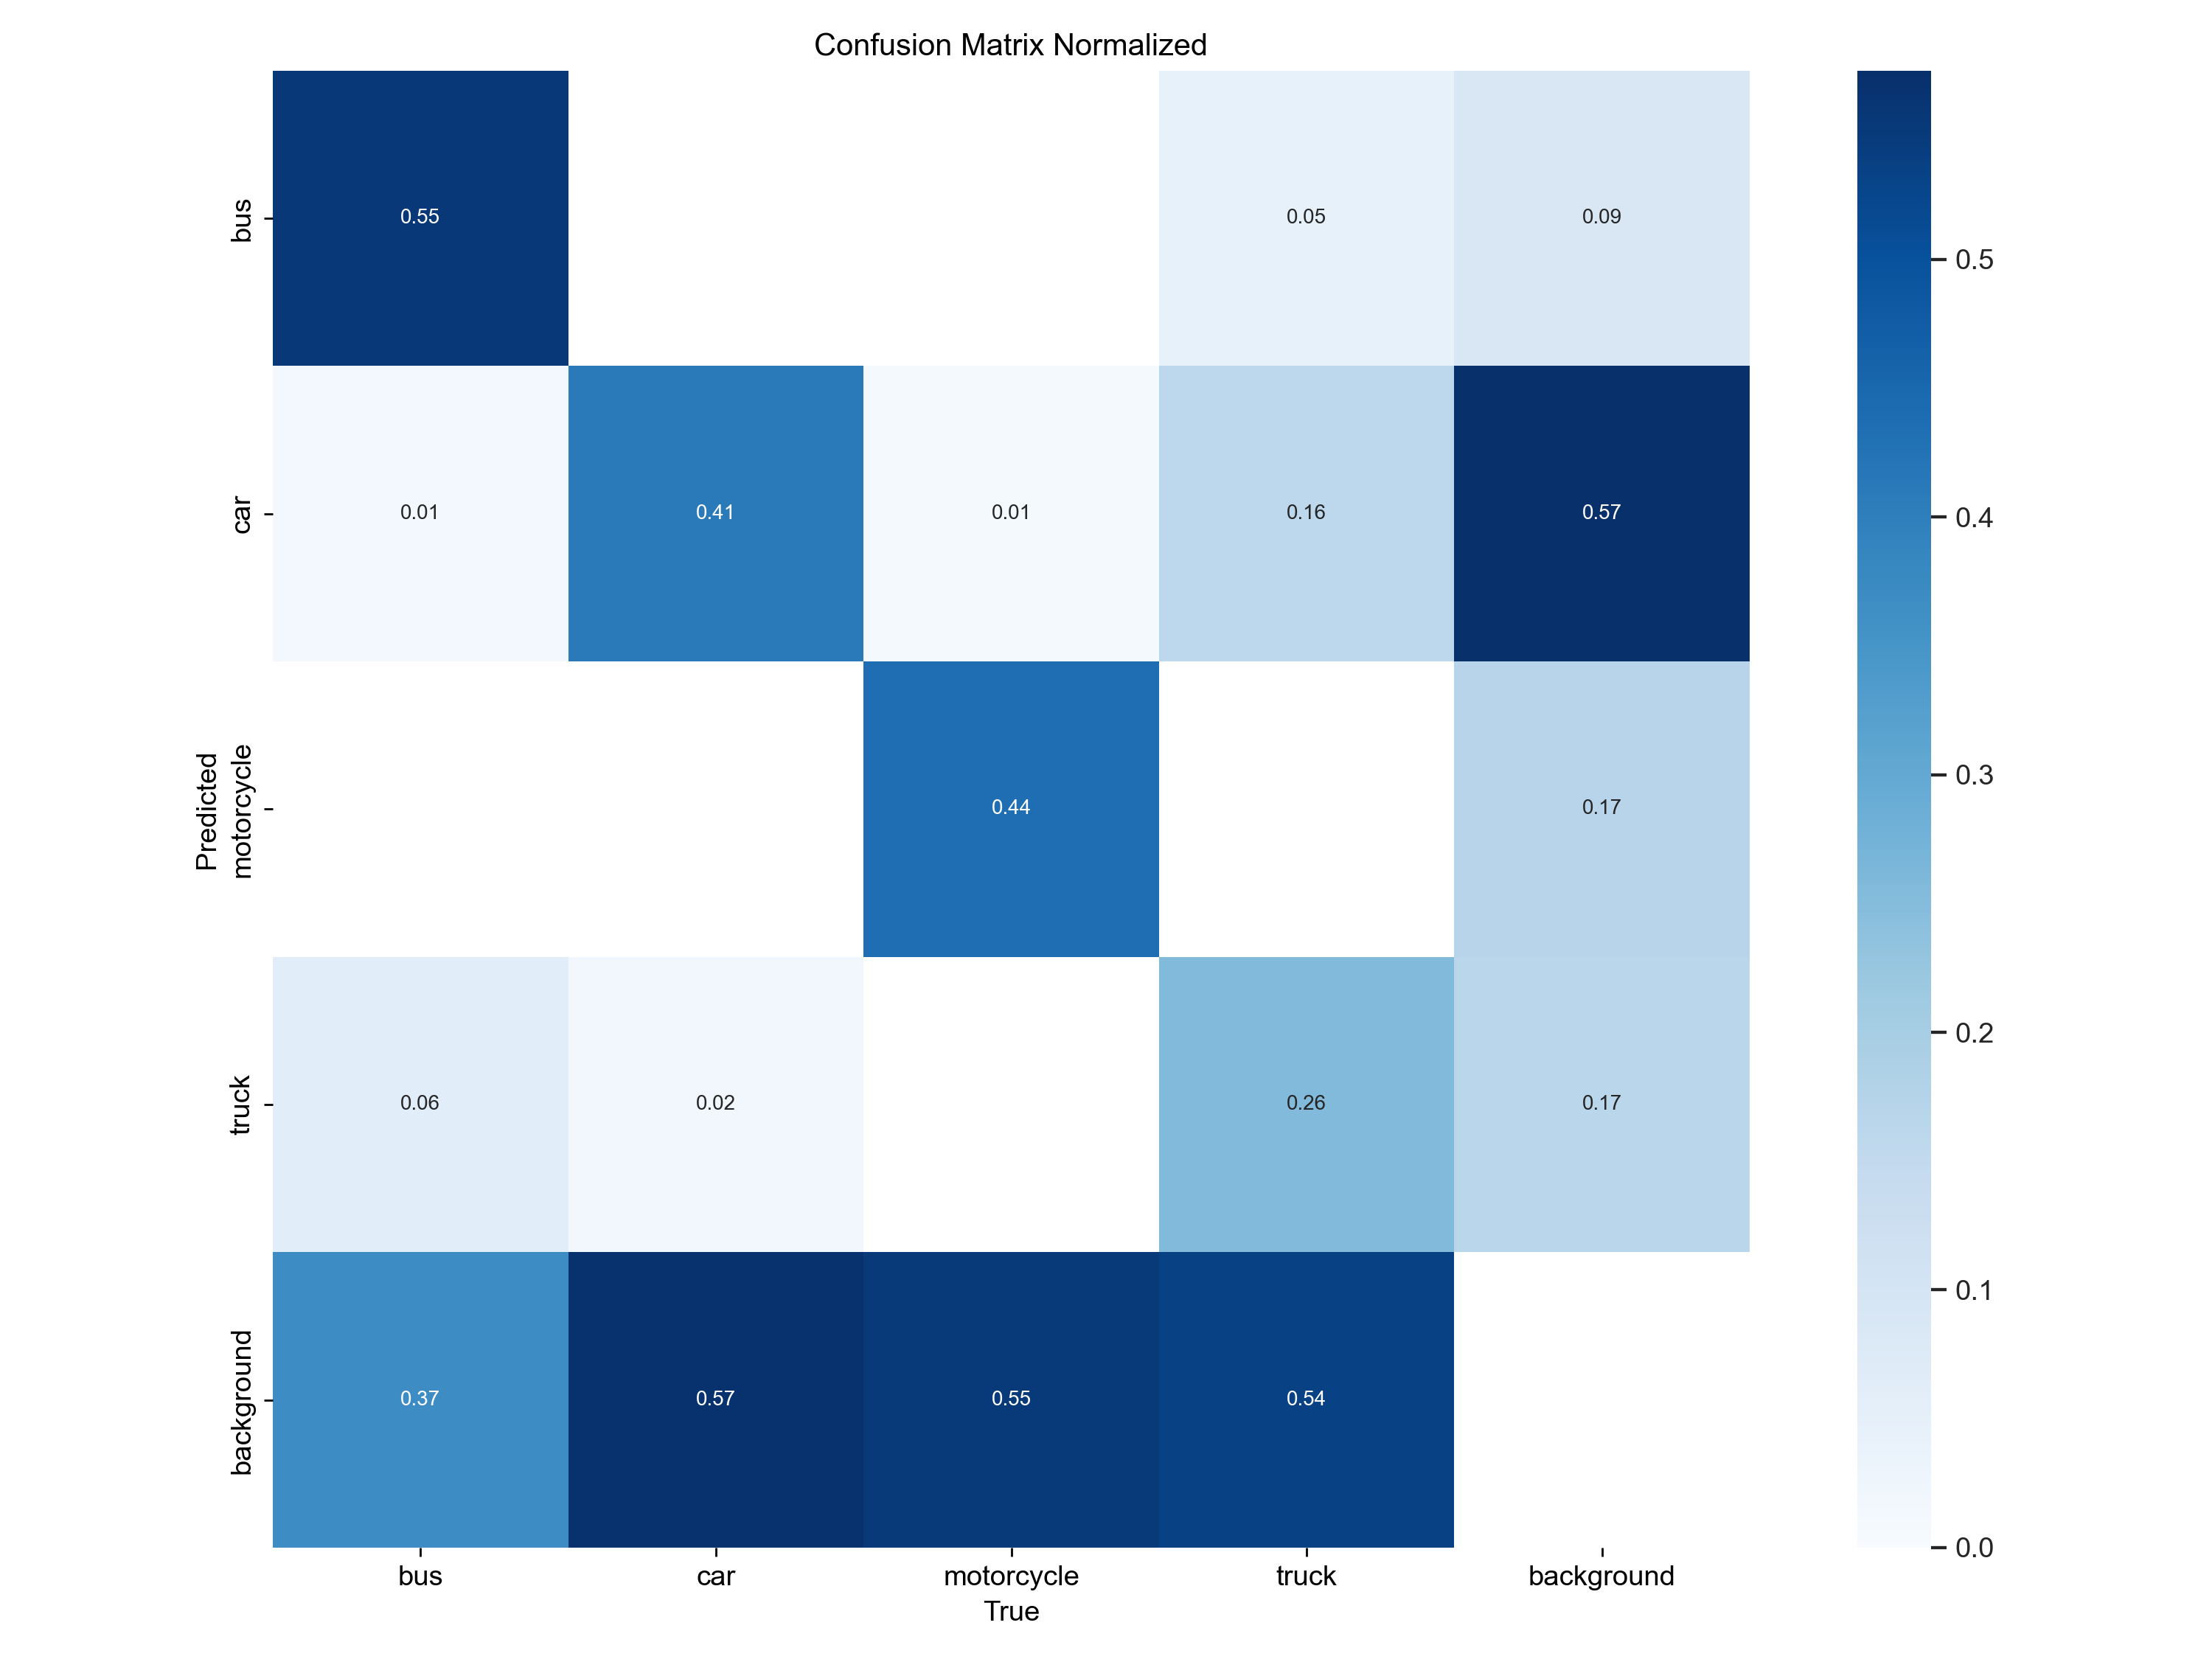 Confusion Matrix Normalized
Predicted
bus
0.55
0.05
0.09
car
0.01
0.41
0.01
0.16
0.57
motorcycle
0.44
0.17
truck
0.06
0.02
0.26
0.17
background
0.37
0.57
0.55
0.54
bus
car
motorcycle
truck
background
True
0.5
0.4
0.3
0.2
0.1
0.0